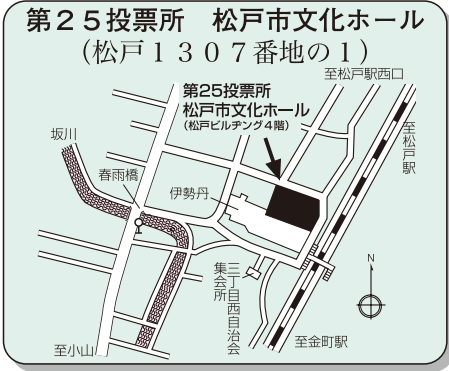 第２５投票所　松戸市文化ホール
（松戸１３０７番地の１）
至松戸駅西口
第25投票所
松戸市文化ホール
（松戸ビルヂング４階）
至松戸駅
坂川
春雨橋
伊勢丹
三丁目西自治会
集会所
N
至小山
至金町駅